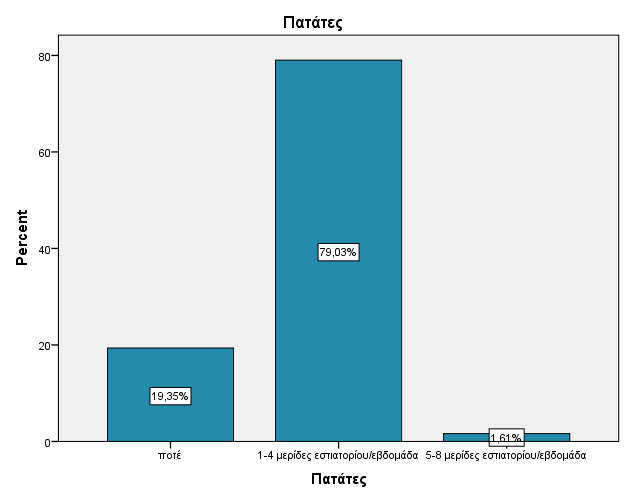 Πατάτες
Percent
80
60
40
20
0
79,03%
19,35%
1,61%
ποτέ
1-4 μερίδες εστιατορίου/εβδομάδα
5-8 μερίδες εστιατορίου/εβδομάδα
Πατάτες